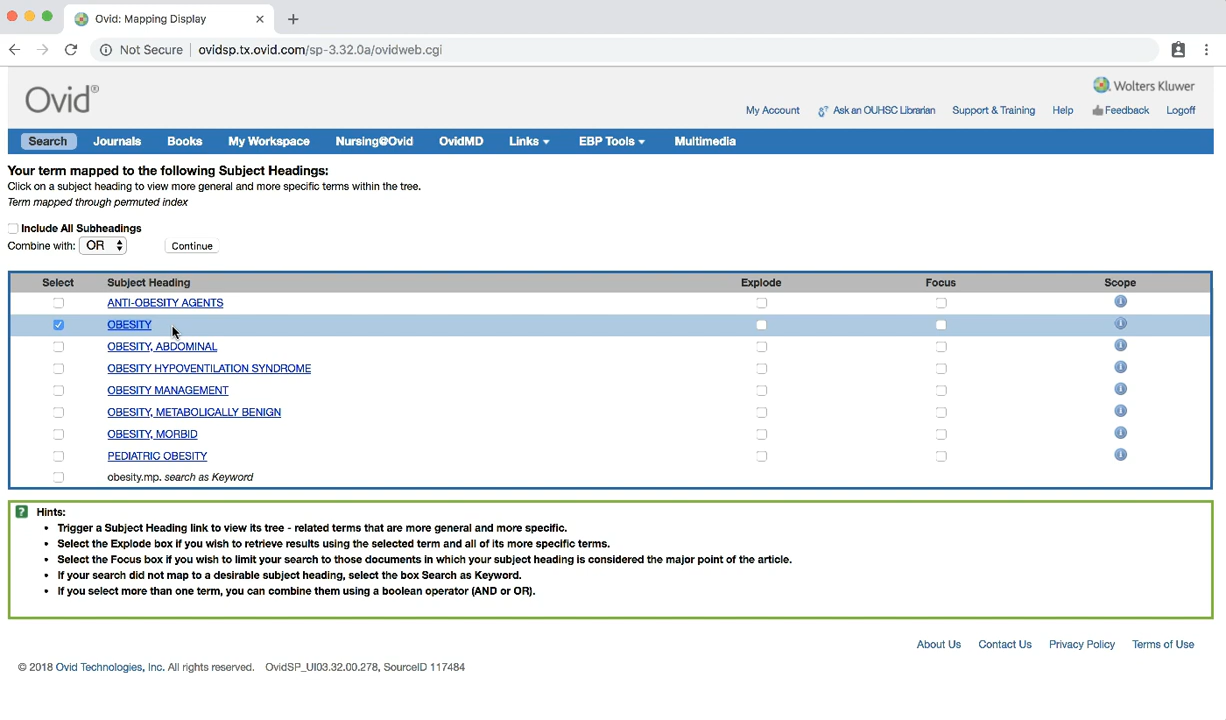 Ovid: Mapping Display
Not Secure ovidsp.tx.ovid.com/sp-3.32.0a/ovidweb.cgi
Ovid®
Wolters Kluwer
My Account Ask an OUHSC Librarian Support & Training Help Feedback Logoff
Search Journals Books My Workspace Nursing@Ovid OvidMD Links EBP Tools Multimedia
Your term mapped to the following Subject Headings:
Click on a subject heading to view more general and more specific terms within the tree.
Term mapped through permuted index
Include All Subheadings
Combine with: OR Continue
Select Subject Heading Explode Focus Scope
ANTI-OBESITY AGENTS
OBESITY
OBESITY, ABDOMINAL
OBESITY HYPOVENTILATION SYNDROME
OBESITY MANAGEMENT
OBESITY, METABOLICALLY BENIGN
OBESITY, MORBID
PEDIATRIC OBESITY
obesity.mp. search as Keyword
? Hints:
• Trigger a Subject Heading link to view its tree - related terms that are more general and more specific.
• Select the Explode box if you wish to retrieve results using the selected term and all of its more specific terms.
• Select the Focus box if you wish to limit your search to those documents in which your subject heading is considered the major point of the article.
• If your search did not map to a desirable subject heading, select the box Search as Keyword.
• If you select more than one term, you can combine them using a boolean operator (AND or OR).
About Us Contact Us Privacy Policy Terms of Use
© 2018 Ovid Technologies, Inc. All rights reserved. OvidSP_UI03.32.00.278, SourceID 117484